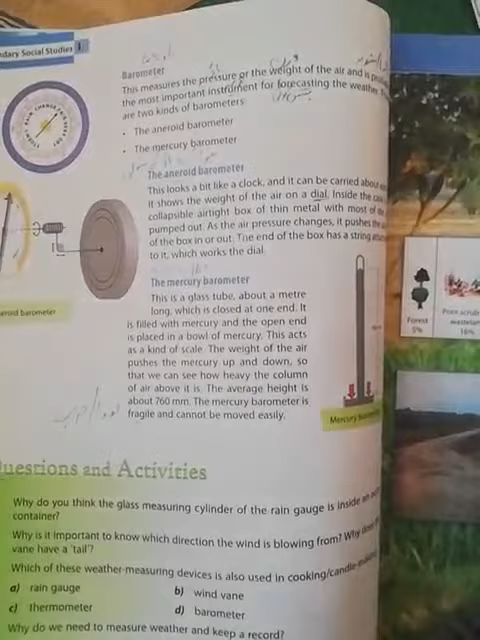 dary Social Studies 1
Barometer
This measures the pressure or the weight of the air and is
the most important instrument for forecasting the weather.
are two kinds of barometers
• The aneroid barometer
• The mercury barometer
The aneroid barometer
This looks a bit like a clock, and it can be carried about
it shows the weight of the air on a dial. Inside the
collapsible airtight box of thin metal with most of
pumped out. As the air pressure changes, it pushes the
of the box in or out. The end of the box has a string
to it, which works the dial.
eroid barometer
The mercury barometer
This is a glass tube, about a metre
long, which is closed at one end. It
is filled with mercury and the open end
is placed in a bowl of mercury. This acts
as a kind of scale. The weight of the air
pushes the mercury up and down, so
that we can see how heavy the column
of air above it is. The average height is
about 760 mm. The mercury barometer is
fragile and cannot be moved easily.
Mercury
Forest
5%
Poor scrub
wasteland
16%
uestions and Activities
Why do you think the glass measuring cylinder of the rain gauge is inside an
container?
Why is it important to know which direction the wind is blowing from? Why does
vane have a 'tail'?
Which of these weather-measuring devices is also used in cooking/candle-making
a) rain gauge
b) wind vane
c) thermometer
d) barometer
Why do we need to measure weather and keep a record?